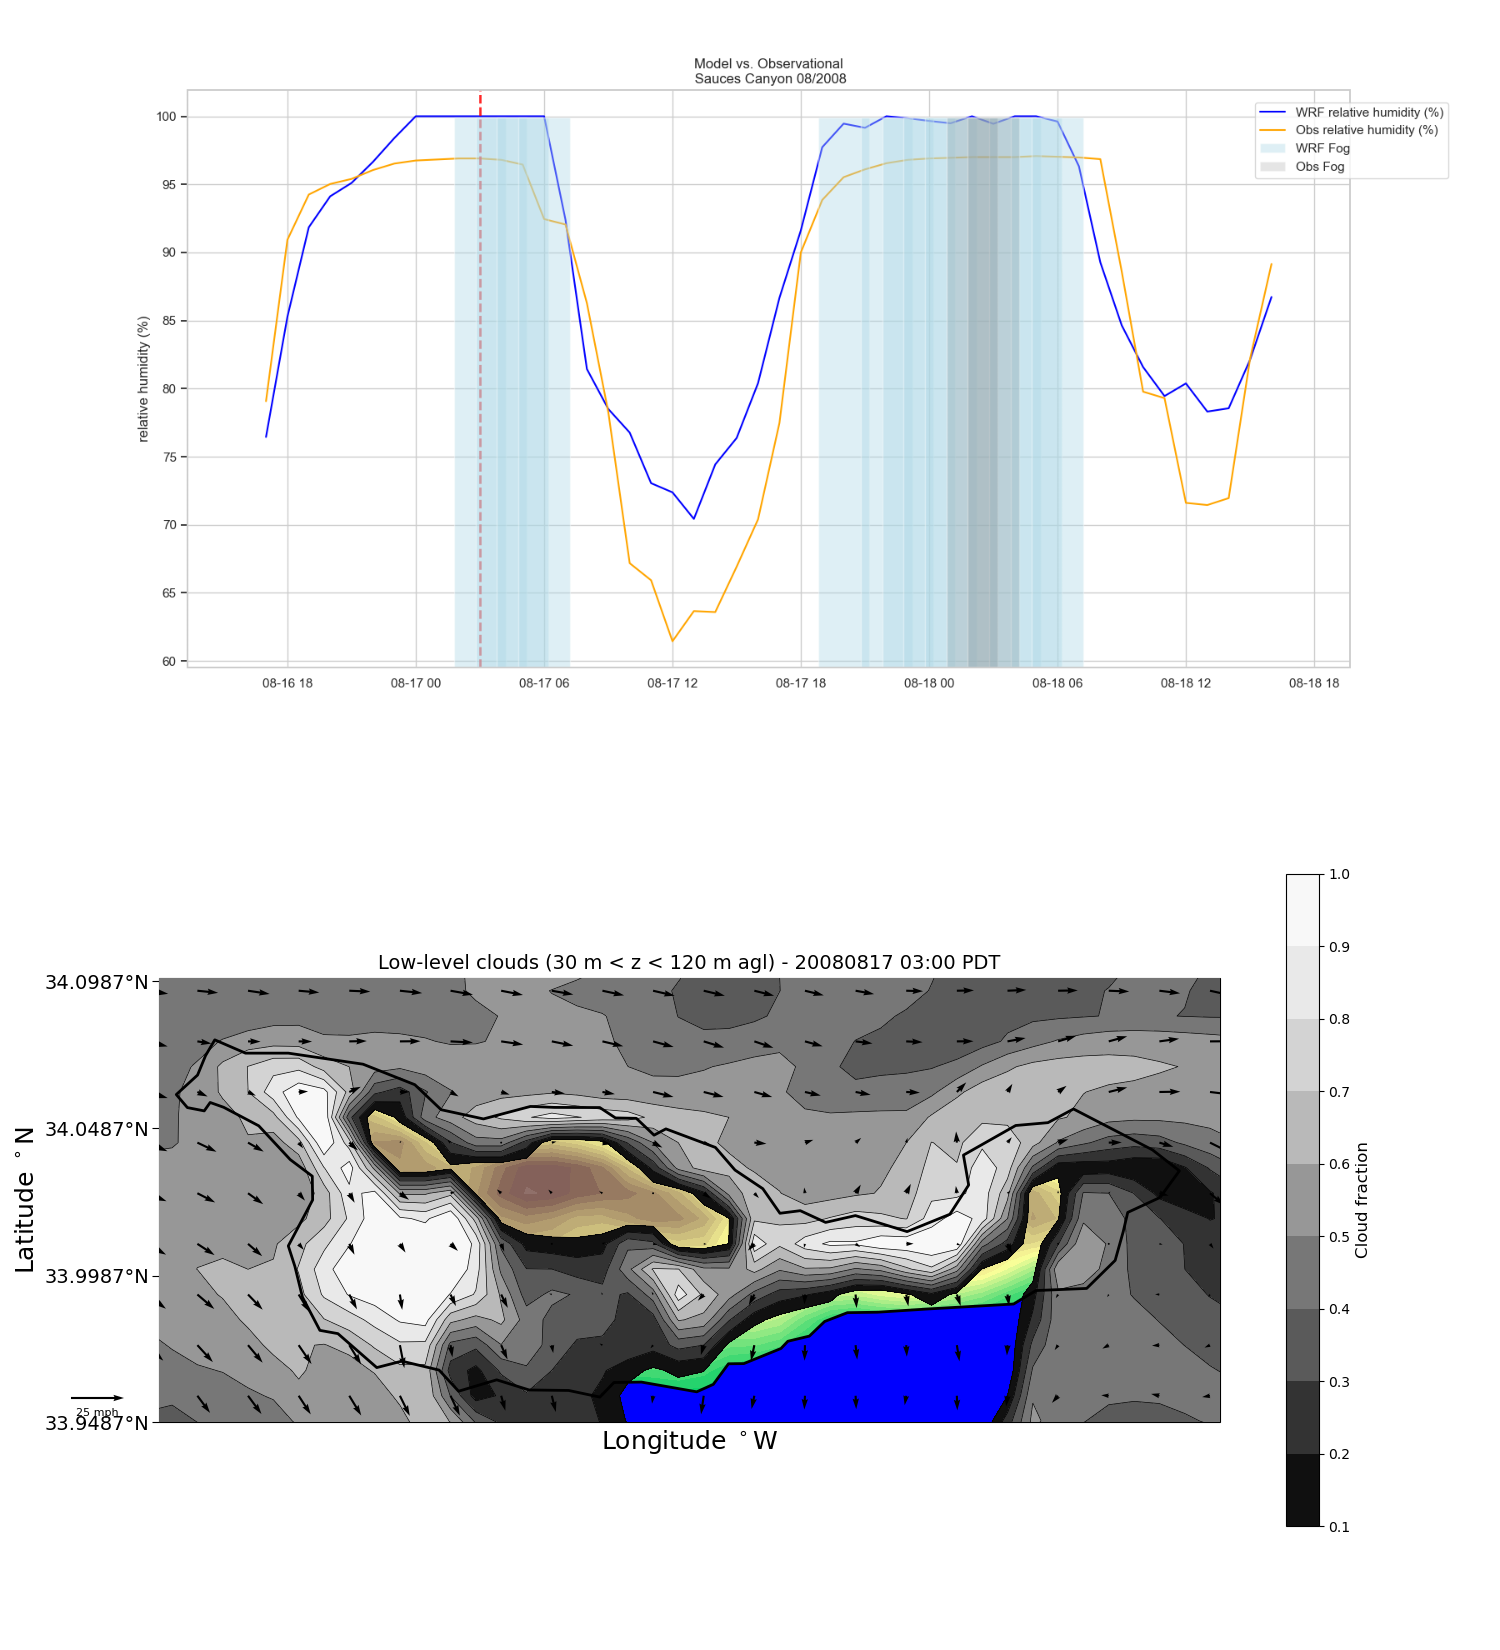 Model vs. Observational
Sauces Canyon 08/2008
relative humidity (%)
100
95
90
85
80
75
70
65
60
WRF relative humidity (%)
Obs relative humidity (%)
WRF Fog
Obs Fog
08-16 18
08-17 00
08-17 06
08-17 12
08-17 18
08-18 00
08-18 06
08-18 12
08-18 18
Low-level clouds (30 m < z < 120 m agl) - 20080817 03:00 PDT
Latitude °N
34.0987°N
34.0487°N
33.9987°N
33.9487°N
25 mph
Longitude °W
1.0
0.9
0.8
0.7
0.6
0.5
0.4
0.3
0.2
0.1
Cloud fraction